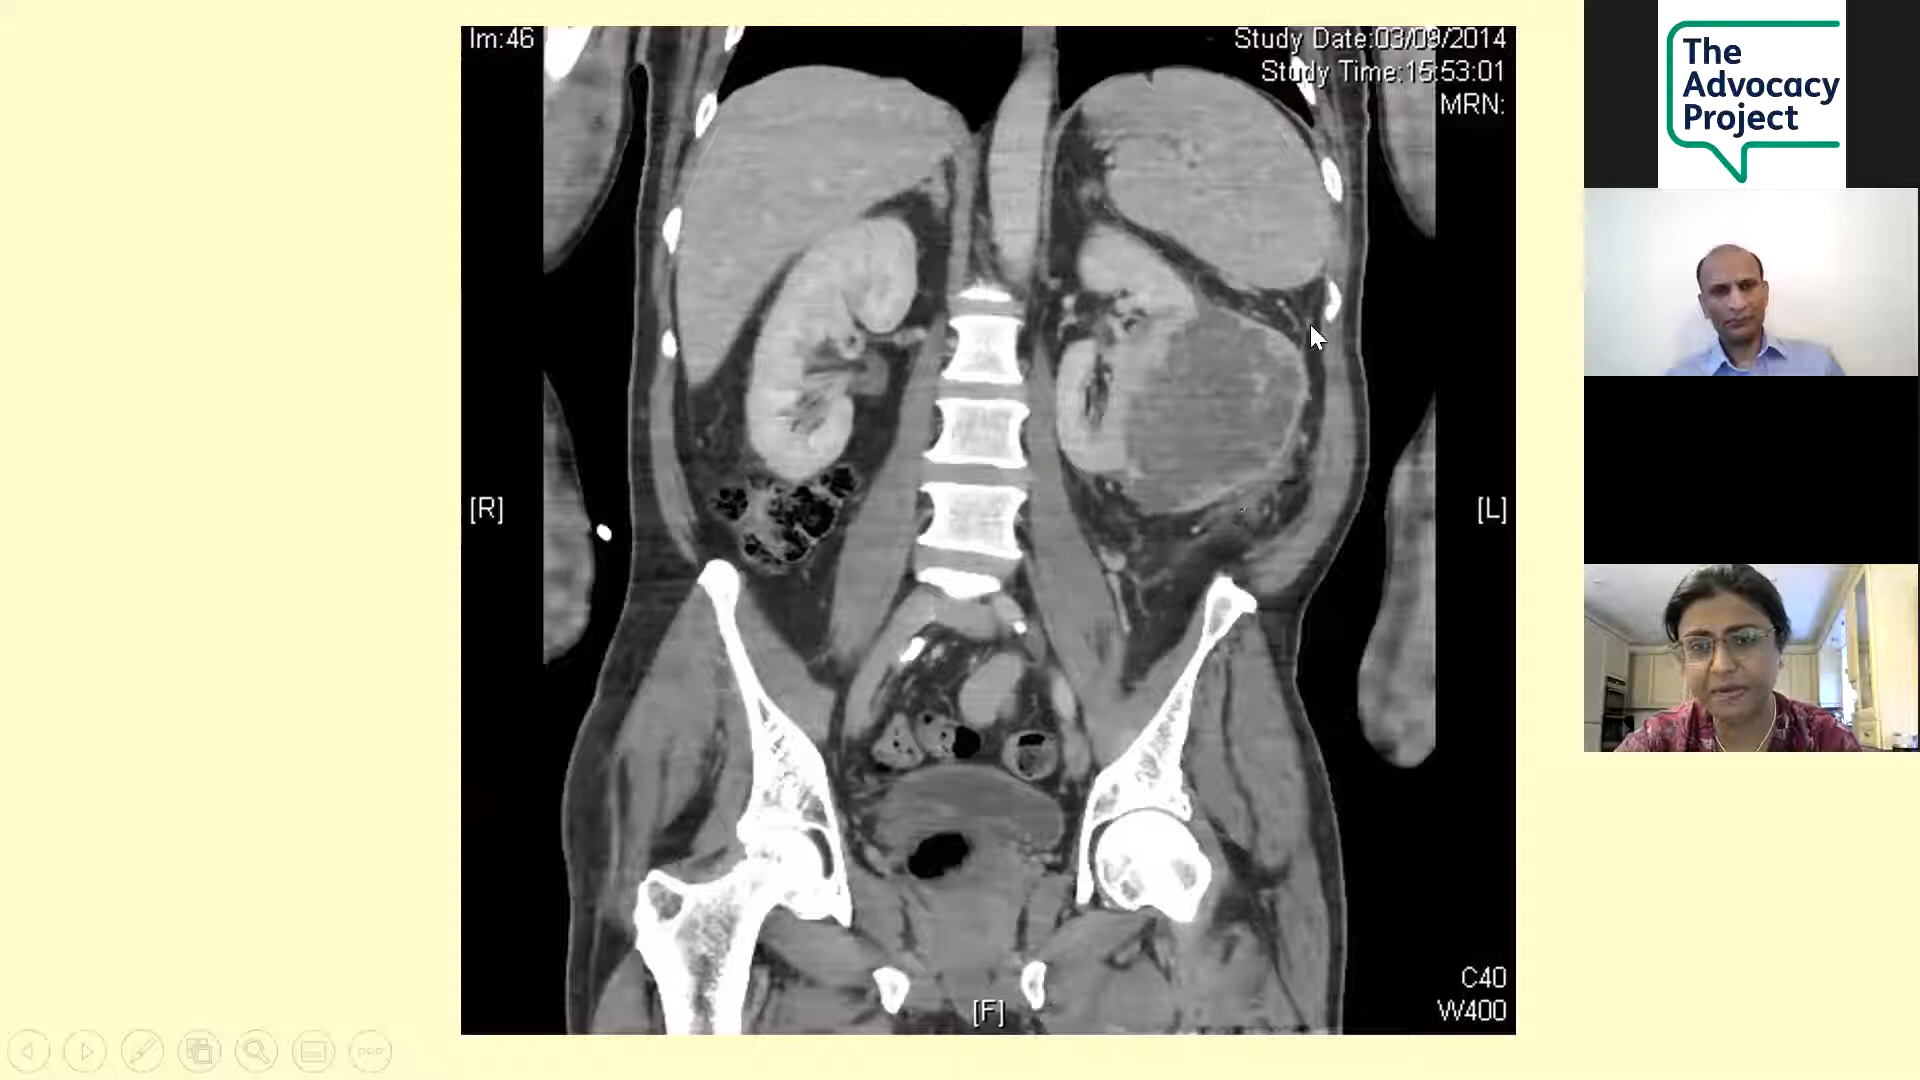 Im:46
Study Date:03/09/2014
Study Time:15:53:01
MRN:
[R]
[L]
C40
W400
[F]
The
Advocacy
Project